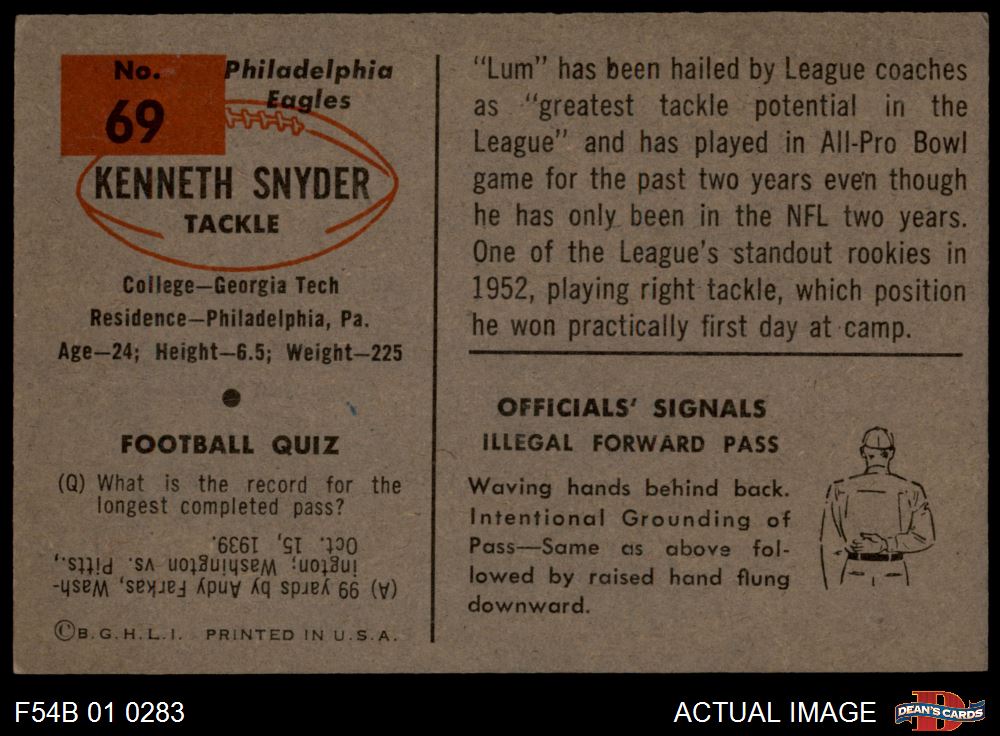 No.
69
Philadelphia
Eagles
KENNETH SNYDER
TACKLE
College—Georgia Tech
Residence—Philadelphia, Pa.
Age—24; Height—6.5; Weight—225
FOOTBALL QUIZ
(Q) What is the record for the
longest completed pass?
(A) 99 yards by Andy Farkas, Wash-
ington; Washington vs. Pitts.,
Oct. 15, 1939.
©B.G.H.L.I. PRINTED IN U.S.A.
"Lum" has been hailed by League coaches
as "greatest tackle potential in the
League" and has played in All-Pro Bowl
game for the past two years even though
he has only been in the NFL two years.
One of the League's standout rookies in
1952, playing right tackle, which position
he won practically first day at camp.
OFFICIALS' SIGNALS
ILLEGAL FORWARD PASS
Waving hands behind back.
Intentional Grounding of
Pass—Same as above fol-
lowed by raised hand flung
downward.
F54B 01 0283
ACTUAL IMAGE
D
DEAN'S CARDS